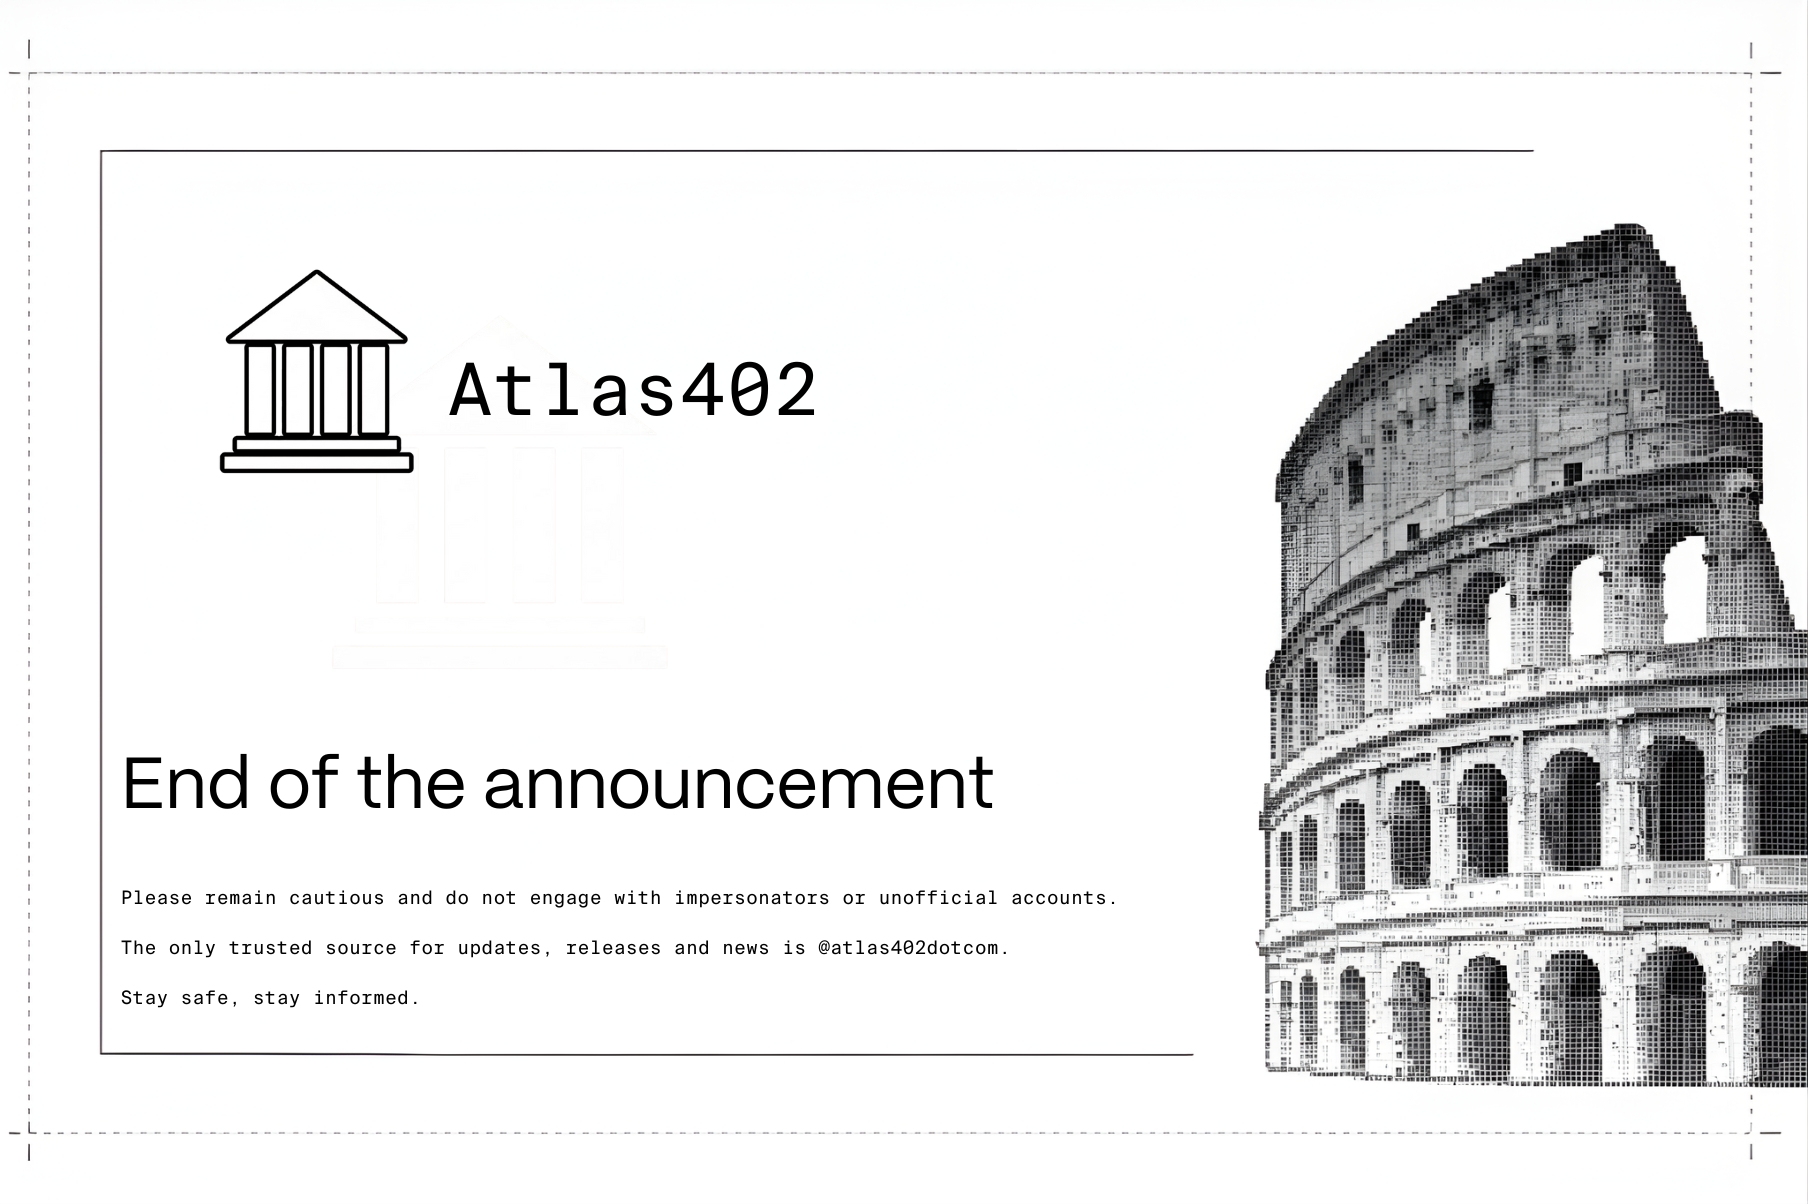 Atlas402
End of the announcement
Please remain cautious and do not engage with impersonators or unofficial accounts.
The only trusted source for updates, releases and news is @atlas402dotcom.
Stay safe, stay informed.